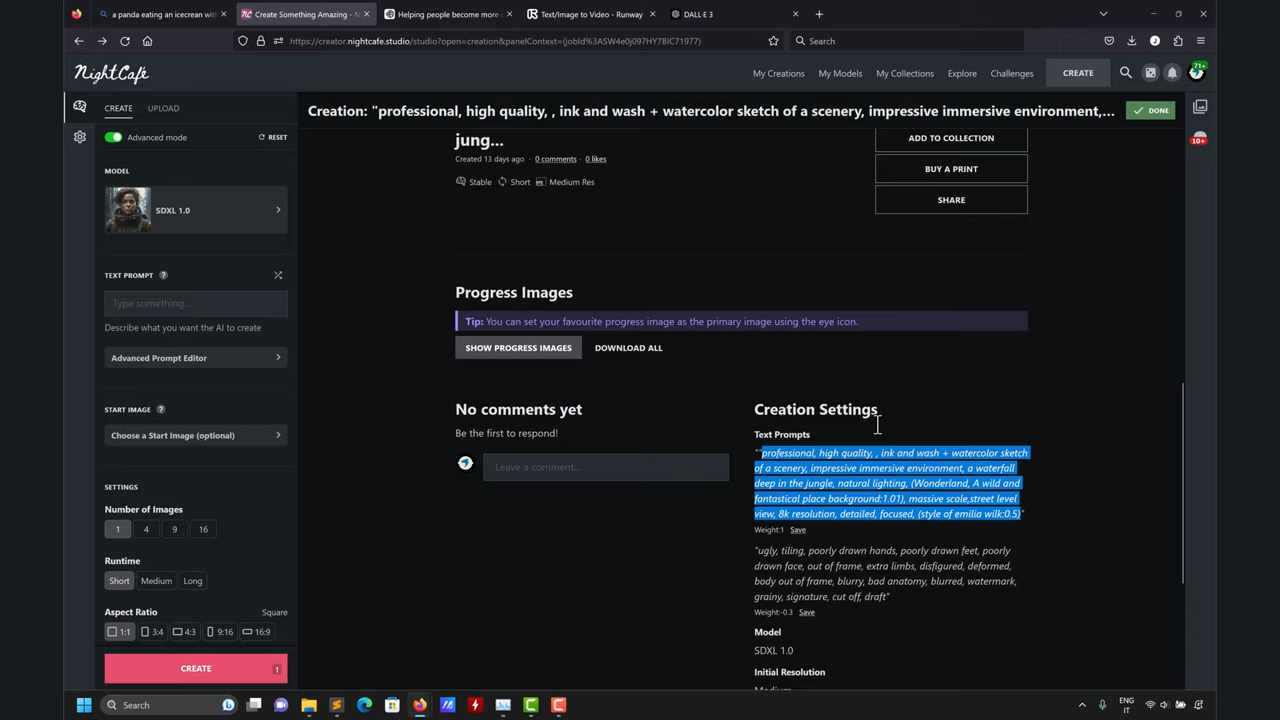 a panda eating an icecrean with
Create Something Amazing - N
Helping people become more
Text/Image to Video - Runway
DALL·E 3
https://creator.nightcafe.studio/studio?open=creation&panelContext=(jobId%3ASW4e0j097HY7BIC71977)
Search
NightCafé
My Creations
My Models
My Collections
Explore
Challenges
CREATE
71+
CREATE
UPLOAD
Creation: "professional, high quality, , ink and wash + watercolor sketch of a scenery, impressive immersive environment,...
DONE
Advanced mode
RESET
jung...
ADD TO COLLECTION
10+
Created 13 days ago
0 comments
0 likes
BUY A PRINT
MODEL
Stable
Short
Medium Res
SHARE
SDXL 1.0
TEXT PROMPT
Type something...
Describe what you want the AI to create
Progress Images
Tip: You can set your favourite progress image as the primary image using the eye icon.
SHOW PROGRESS IMAGES
DOWNLOAD ALL
Advanced Prompt Editor
START IMAGE
Choose a Start Image (optional)
No comments yet
Be the first to respond!
Leave a comment...
Creation Settings
Text Prompts
""professional, high quality, , ink and wash + watercolor sketch
of a scenery, impressive immersive environment, a waterfall
deep in the jungle, natural lighting, (Wonderland, A wild and
fantastical place background:1.01), massive scale,street level
view, 8k resolution, detailed, focused, (style of emilia wilk:0.5)"
Weight:1 Save
"ugly, tiling, poorly drawn hands, poorly drawn feet, poorly
drawn face, out of frame, extra limbs, disfigured, deformed,
body out of frame, blurry, bad anatomy, blurred, watermark,
grainy, signature, cut off, draft"
Weight:-0.3 Save
Model
SDXL 1.0
Initial Resolution
Medium
SETTINGS
Number of Images
1
4
9
16
Runtime
Short
Medium
Long
Aspect Ratio
Square
1:1
3:4
4:3
9:16
16:9
CREATE
1
Search
ENG
IT